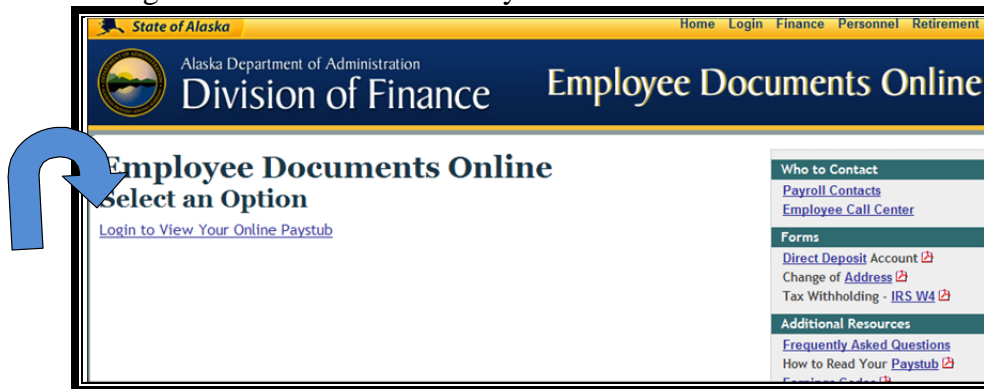 State of Alaska
Home Login Finance Personnel Retirement
Alaska Department of Administration
Division of Finance
Employee Documents Online
Employee Documents Online
Select an Option
Login to View Your Online Paystub
Who to Contact
Payroll Contacts
Employee Call Center
Forms
Direct Deposit Account
Change of Address
Tax Withholding - IRS W4
Additional Resources
Frequently Asked Questions
How to Read Your Paystub